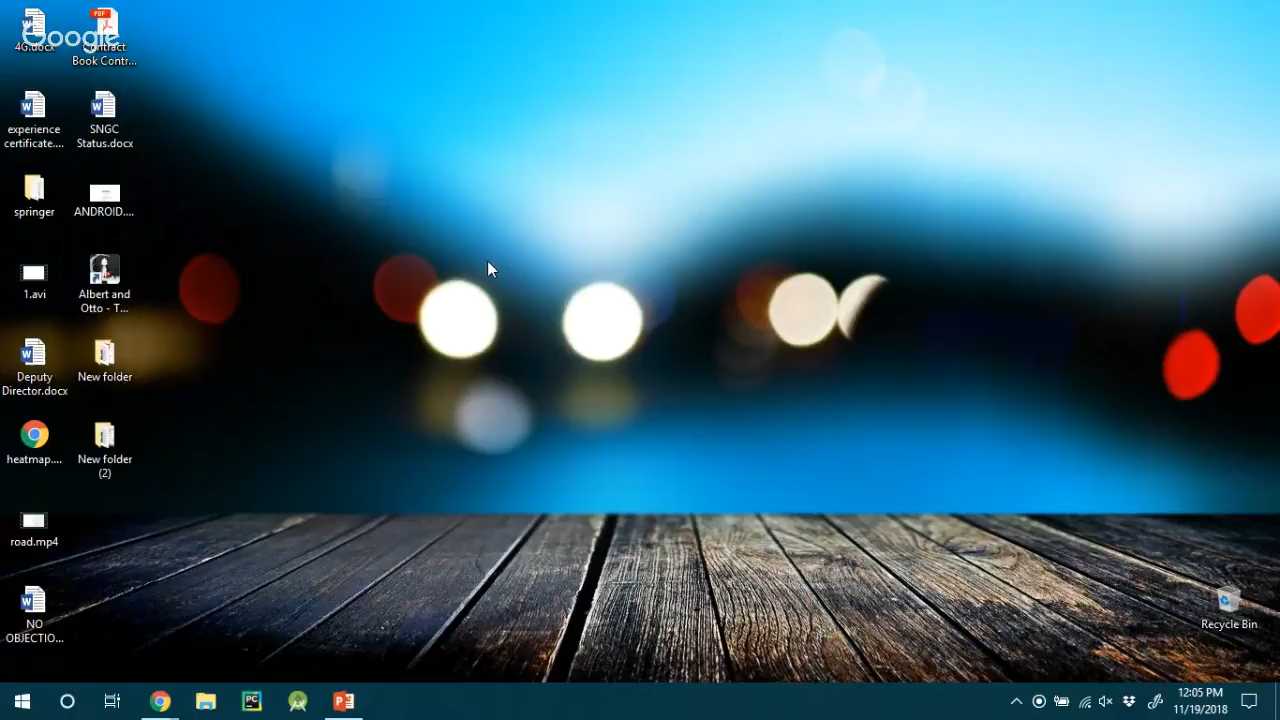 Google
4G.docx
PDF
Contract
Book Contr...
experience
certificate....
SNGC
Status.docx
springer
ANDROID....
1.avi
Albert and
Otto - T...
Deputy
Director.docx
New folder
heatmap....
New folder
(2)
road.mp4
NO
OBJECTIO...
Recycle Bin
12:05 PM
11/19/2018